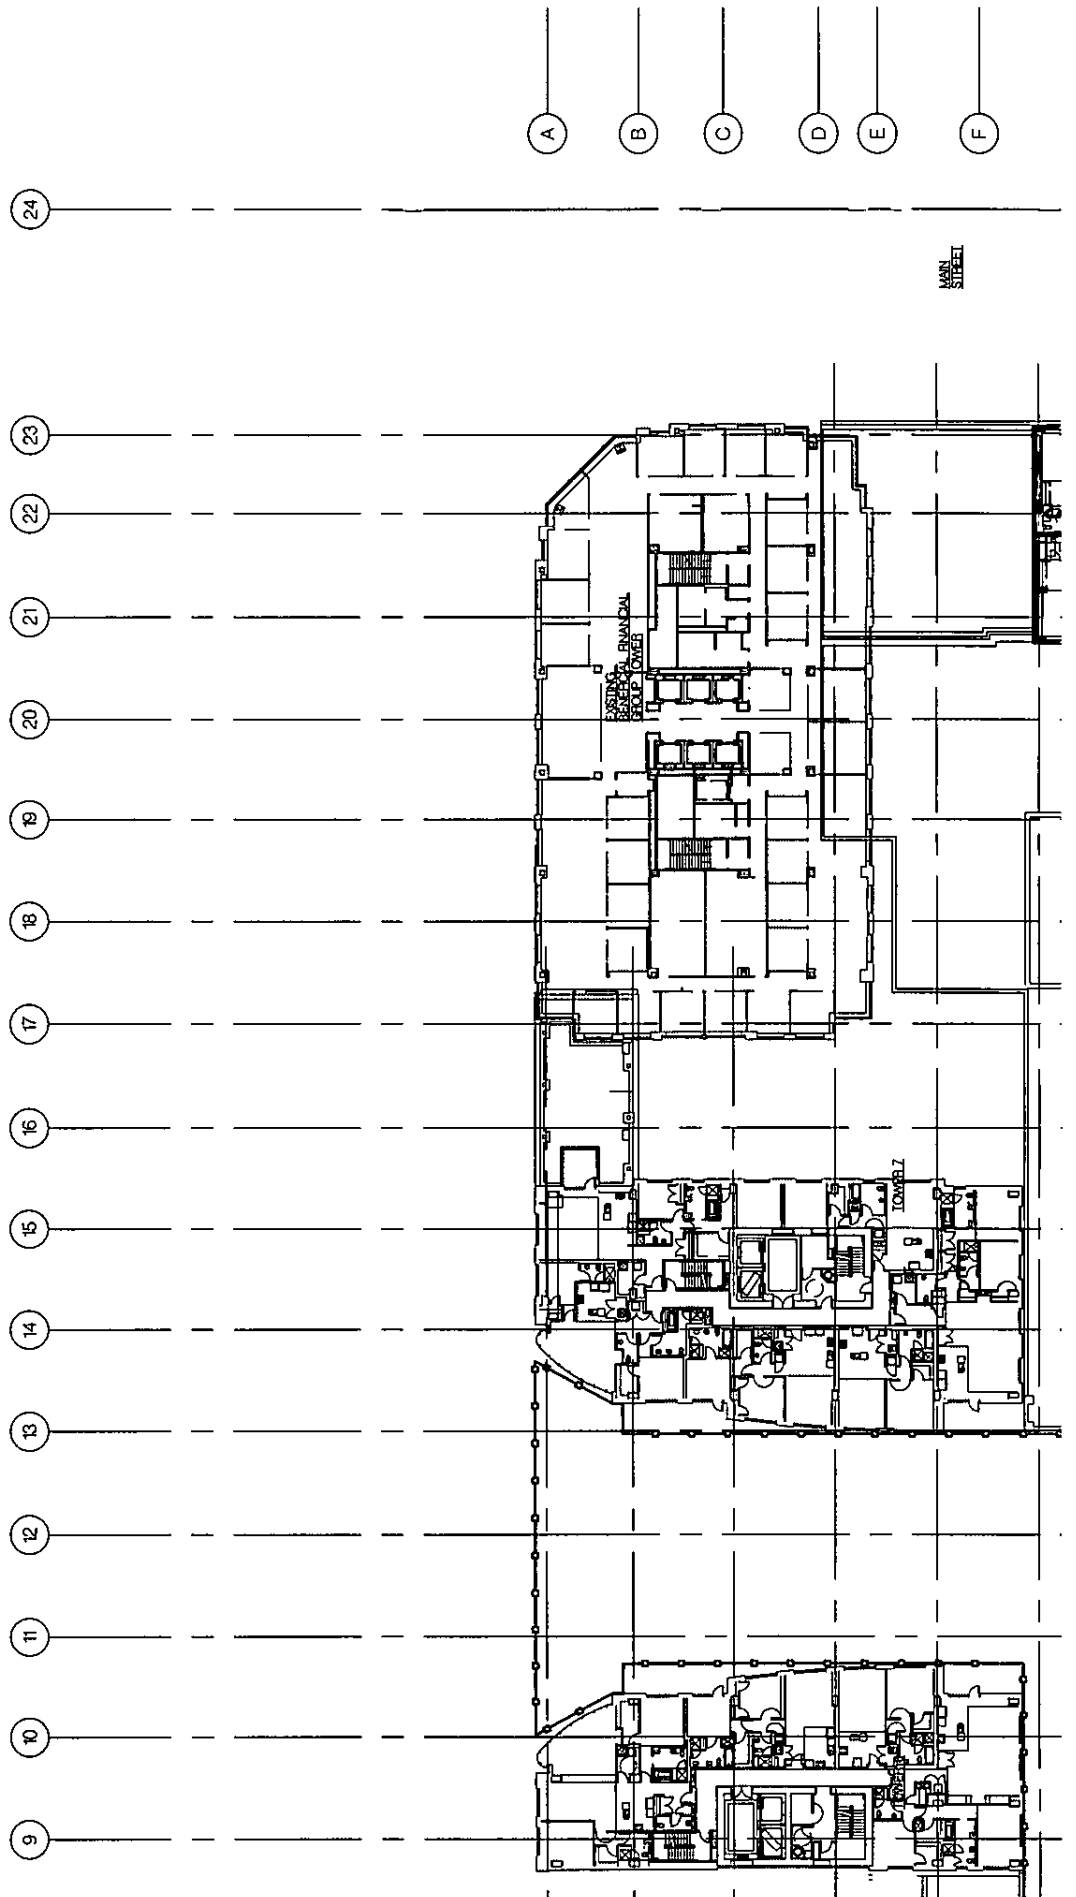 A
B
C
D
E
F
24
MAIN
STREET
23
22
21
EXISTING
BENEFICIAL FINANCIAL
GROUP TOWER
20
19
18
17
16
TOWER 7
15
14
13
12
11
10
9